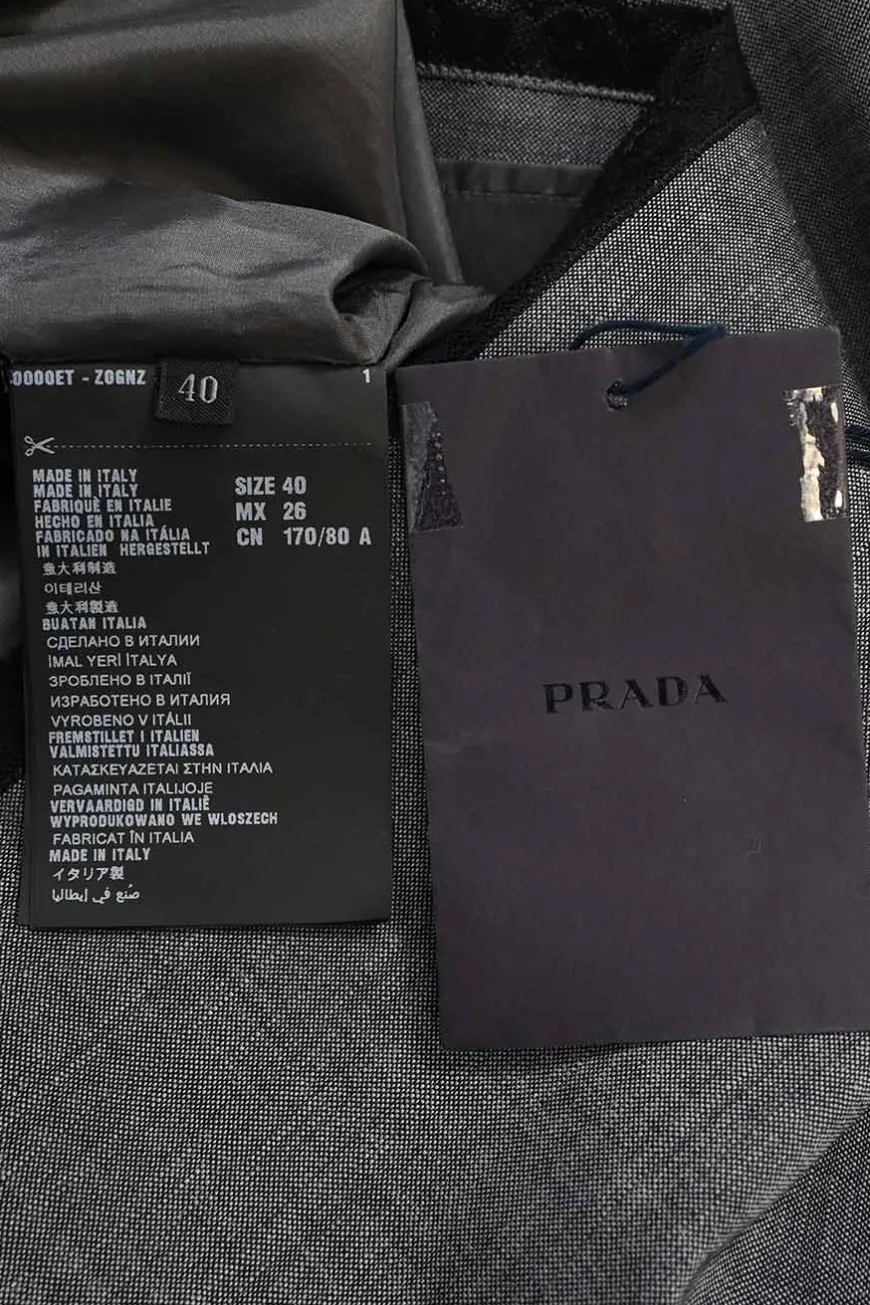 0000ET - ZOGNZ
40
1
MADE IN ITALY
MADE IN ITALY
FABRIQUÉ EN ITALIE
HECHO EN ITALIA
FABRICADO NA ITÁLIA
IN ITALIEN HERGESTELLT
意大利制造
이테리산
意大利製造
BUATAN ITALIA
СДЕЛАНО В ИТАЛИИ
İMAL YERİ İTALYA
ЗРОБЛЕНО В ІТАЛІЇ
ИЗРАБОТЕНО В ИТАЛИЯ
VYROBENO V ITÁLII
FREMSTILLET I ITALIEN
VALMISTETTU ITALIASSA
ΚΑΤΑΣΚΕΥΑΖΕΤΑΙ ΣΤΗΝ ΙΤΑΛΙΑ
PAGAMINTA ITALIJOJE
VERVAARDIGD IN ITALIË
WYPRODUKOWANO WE WLOSZECH
FABRICAT ÎN ITALIA
MADE IN ITALY
イタリア製
صُنع في إيطاليا
SIZE 40
MX 26
CN 170/80 A
PRADA